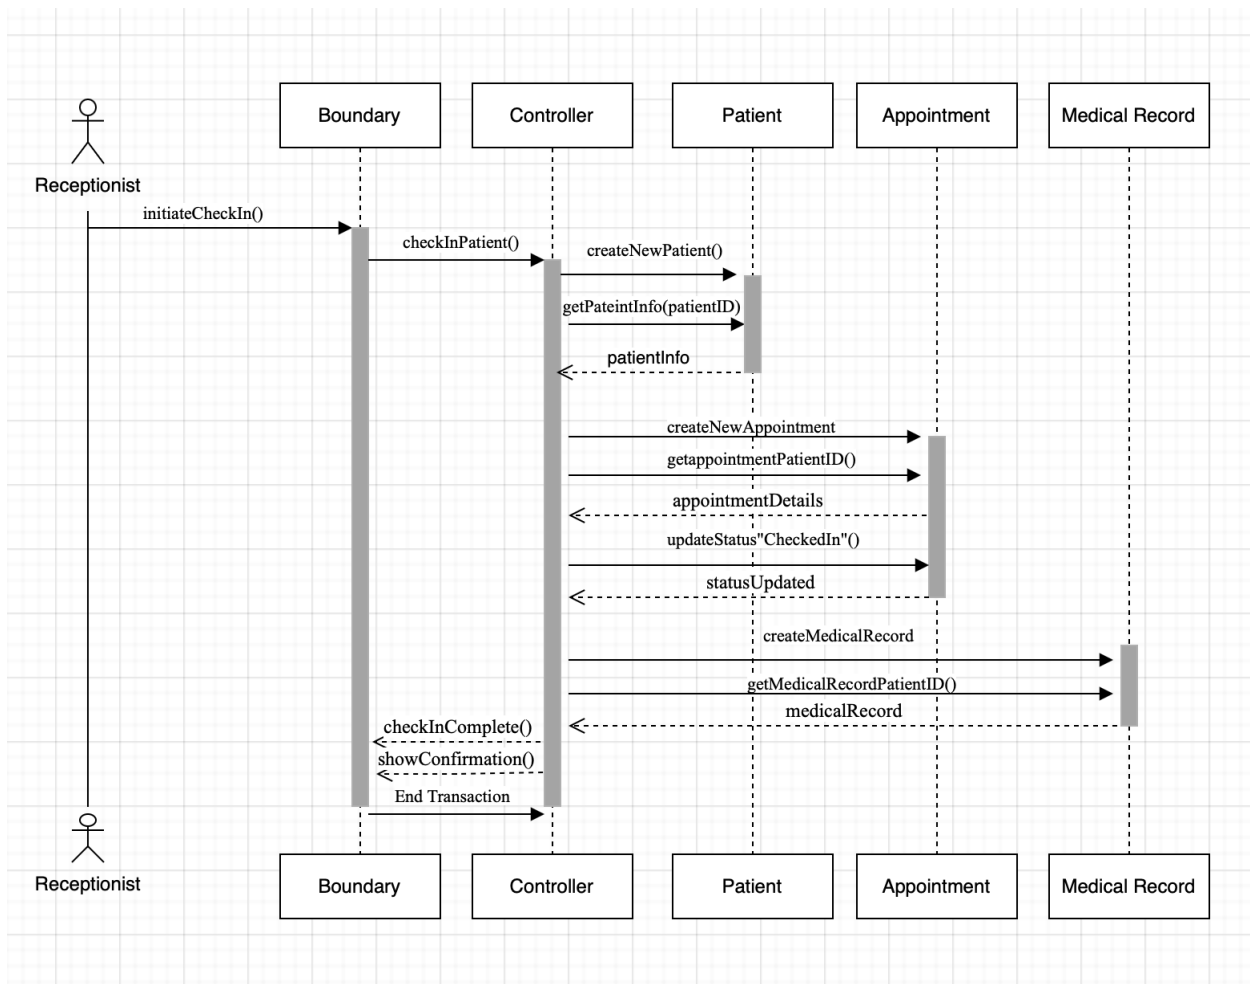 Boundary
Controller
Patient
Appointment
Medical Record
Receptionist
initiateCheckIn()
checkInPatient()
createNewPatient()
getPateintInfo(patientID)
patientInfo
createNewAppointment
getappointmentPatientID()
appointmentDetails
updateStatus"CheckedIn"()
statusUpdated
createMedicalRecord
getMedicalRecordPatientID()
medicalRecord
checkInComplete()
showConfirmation()
End Transaction
Receptionist
Boundary
Controller
Patient
Appointment
Medical Record